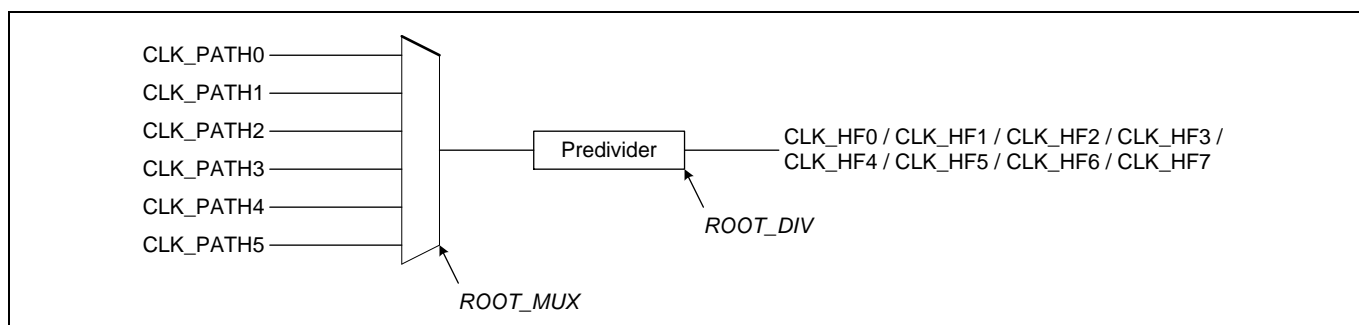 CLK_PATH0
CLK_PATH1
CLK_PATH2
CLK_PATH3
CLK_PATH4
CLK_PATH5
Predivider
CLK_HF0 / CLK_HF1 / CLK_HF2 / CLK_HF3 /
CLK_HF4 / CLK_HF5 / CLK_HF6 / CLK_HF7
ROOT_DIV
ROOT_MUX